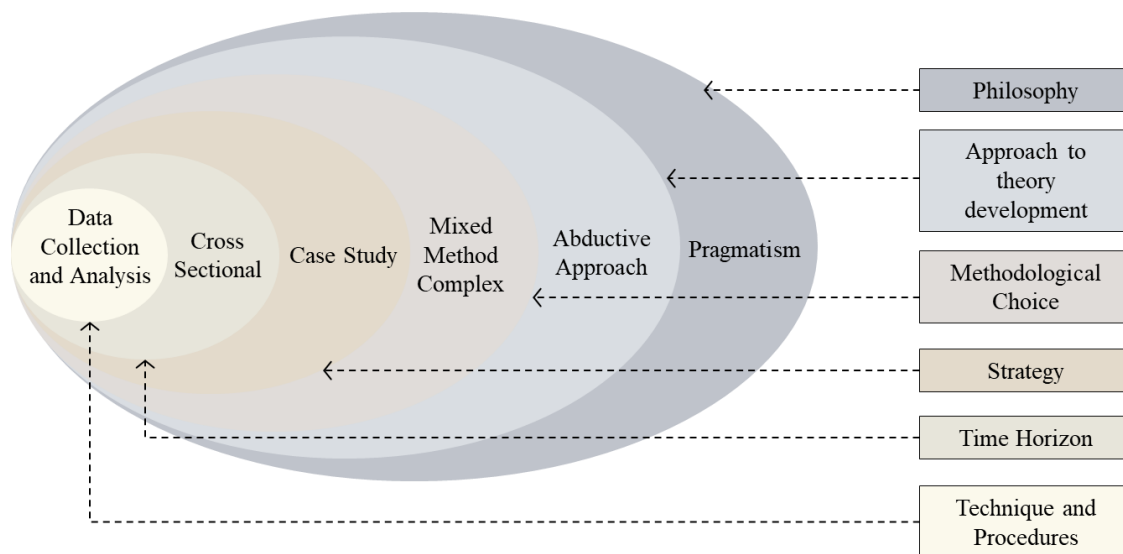 Data
Collection
and Analysis
Cross
Sectional
Case Study
Mixed
Method
Complex
Abductive
Approach
Pragmatism
Philosophy
Approach to
theory
development
Methodological
Choice
Strategy
Time Horizon
Technique and
Procedures